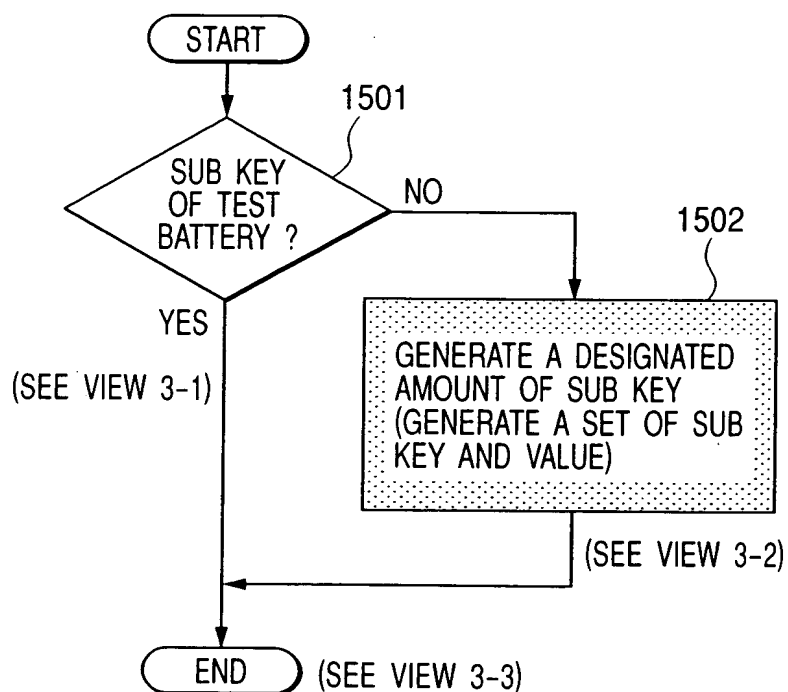 START
1501
SUB KEY
OF TEST
BATTERY ?
NO
1502
YES
GENERATE A DESIGNATED
AMOUNT OF SUB KEY
(GENERATE A SET OF SUB
KEY AND VALUE)
(SEE VIEW 3-1)
(SEE VIEW 3-2)
END
(SEE VIEW 3-3)